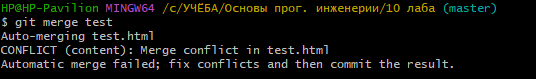 HP@HP-Pavilion MINGW64 /c/УЧЁБА/Основы прог. инженерии/10 лаба (master)
$ git merge test
Auto-merging test.html
CONFLICT (content): Merge conflict in test.html
Automatic merge failed; fix conflicts and then commit the result.